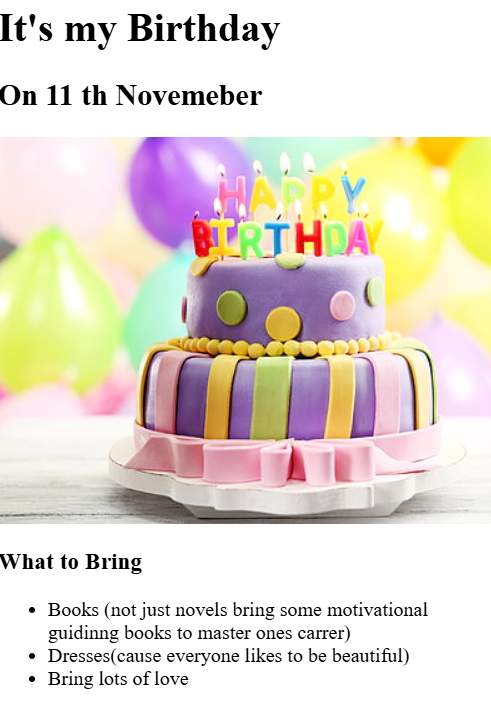 It's my Birthday
On 11 th Novemeber
HAPPY
BIRTHDAY
What to Bring
Books (not just novels bring some motivational
guidinng books to master ones carrer)
Dresses(cause everyone likes to be beautiful)
Bring lots of love